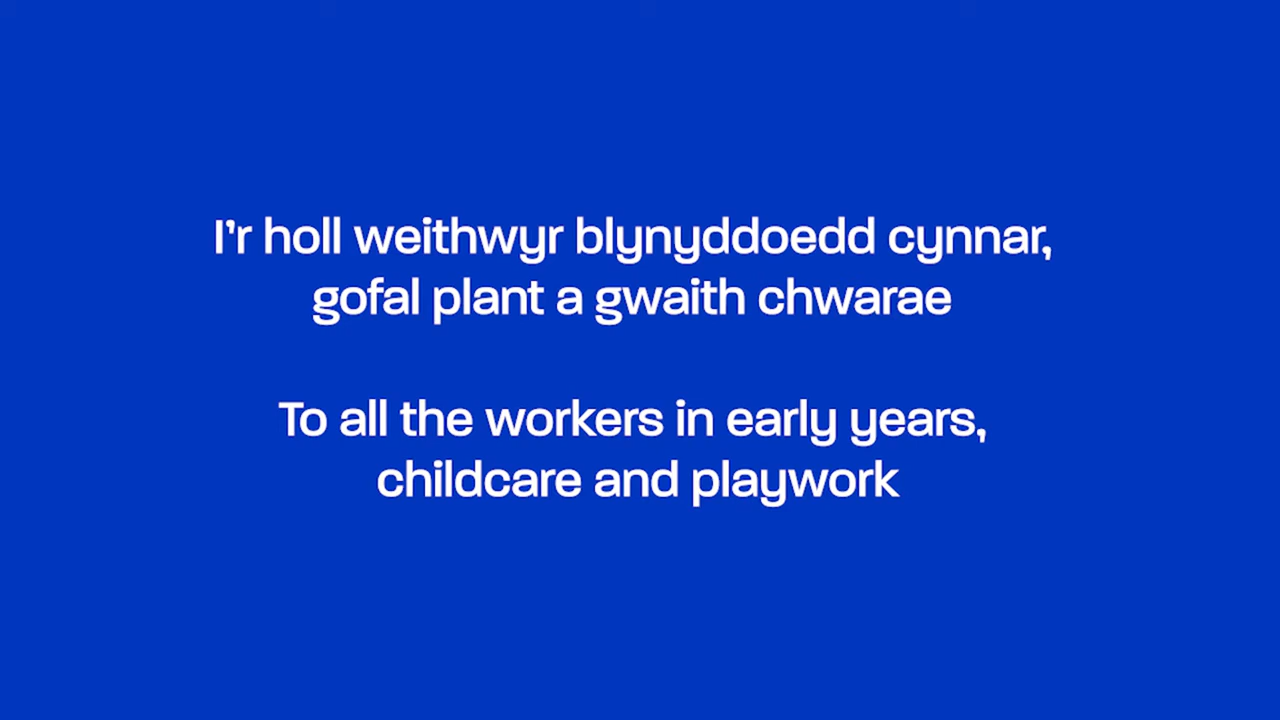 I'r holl weithwyr blynyddoedd cynnar,
gofal plant a gwaith chwarae
To all the workers in early years,
childcare and playwork